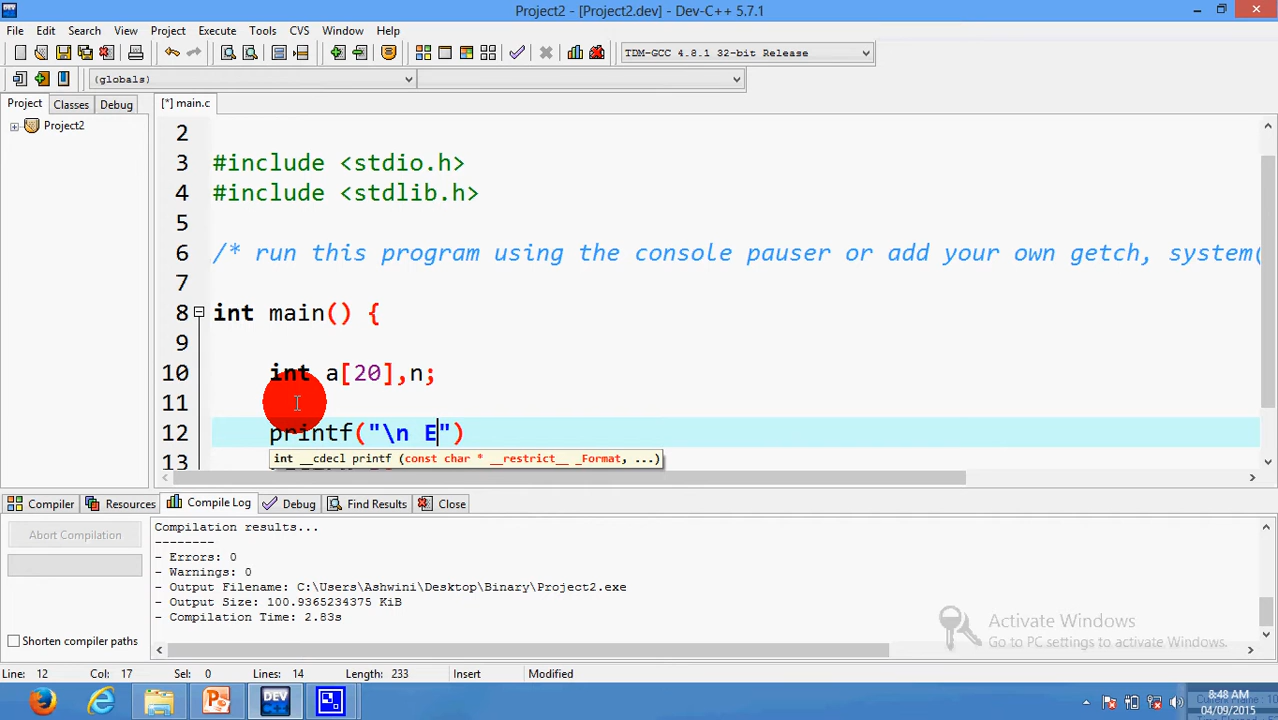 Project2 - [Project2.dev] - Dev-C++ 5.7.1
File Edit Search View Project Execute Tools CVS Window Help
TDM-GCC 4.8.1 32-bit Release
(globals)
Project Classes Debug
[*] main.c
Project2
2
3 #include <stdio.h>
4 #include <stdlib.h>
5
6 /* run this program using the console pauser or add your own getch, system(
7
8 int main() {
9
10 int a[20],n;
11
12 printf("\n E")
int __cdecl printf (const char * __restrict__ _Format, ...)
13
Compiler Resources Compile Log Debug Find Results Close
Abort Compilation
Shorten compiler paths
Compilation results...
--------
- Errors: 0
- Warnings: 0
- Output Filename: C:\Users\Ashwini\Desktop\Binary\Project2.exe
- Output Size: 100.9365234375 KiB
- Compilation Time: 2.83s
Activate Windows
Go to PC settings to activate Windows.
Line: 12 Col: 17 Sel: 0 Lines: 14 Length: 233 Insert Modified
DEV C++
8:48 AM
04/09/2015